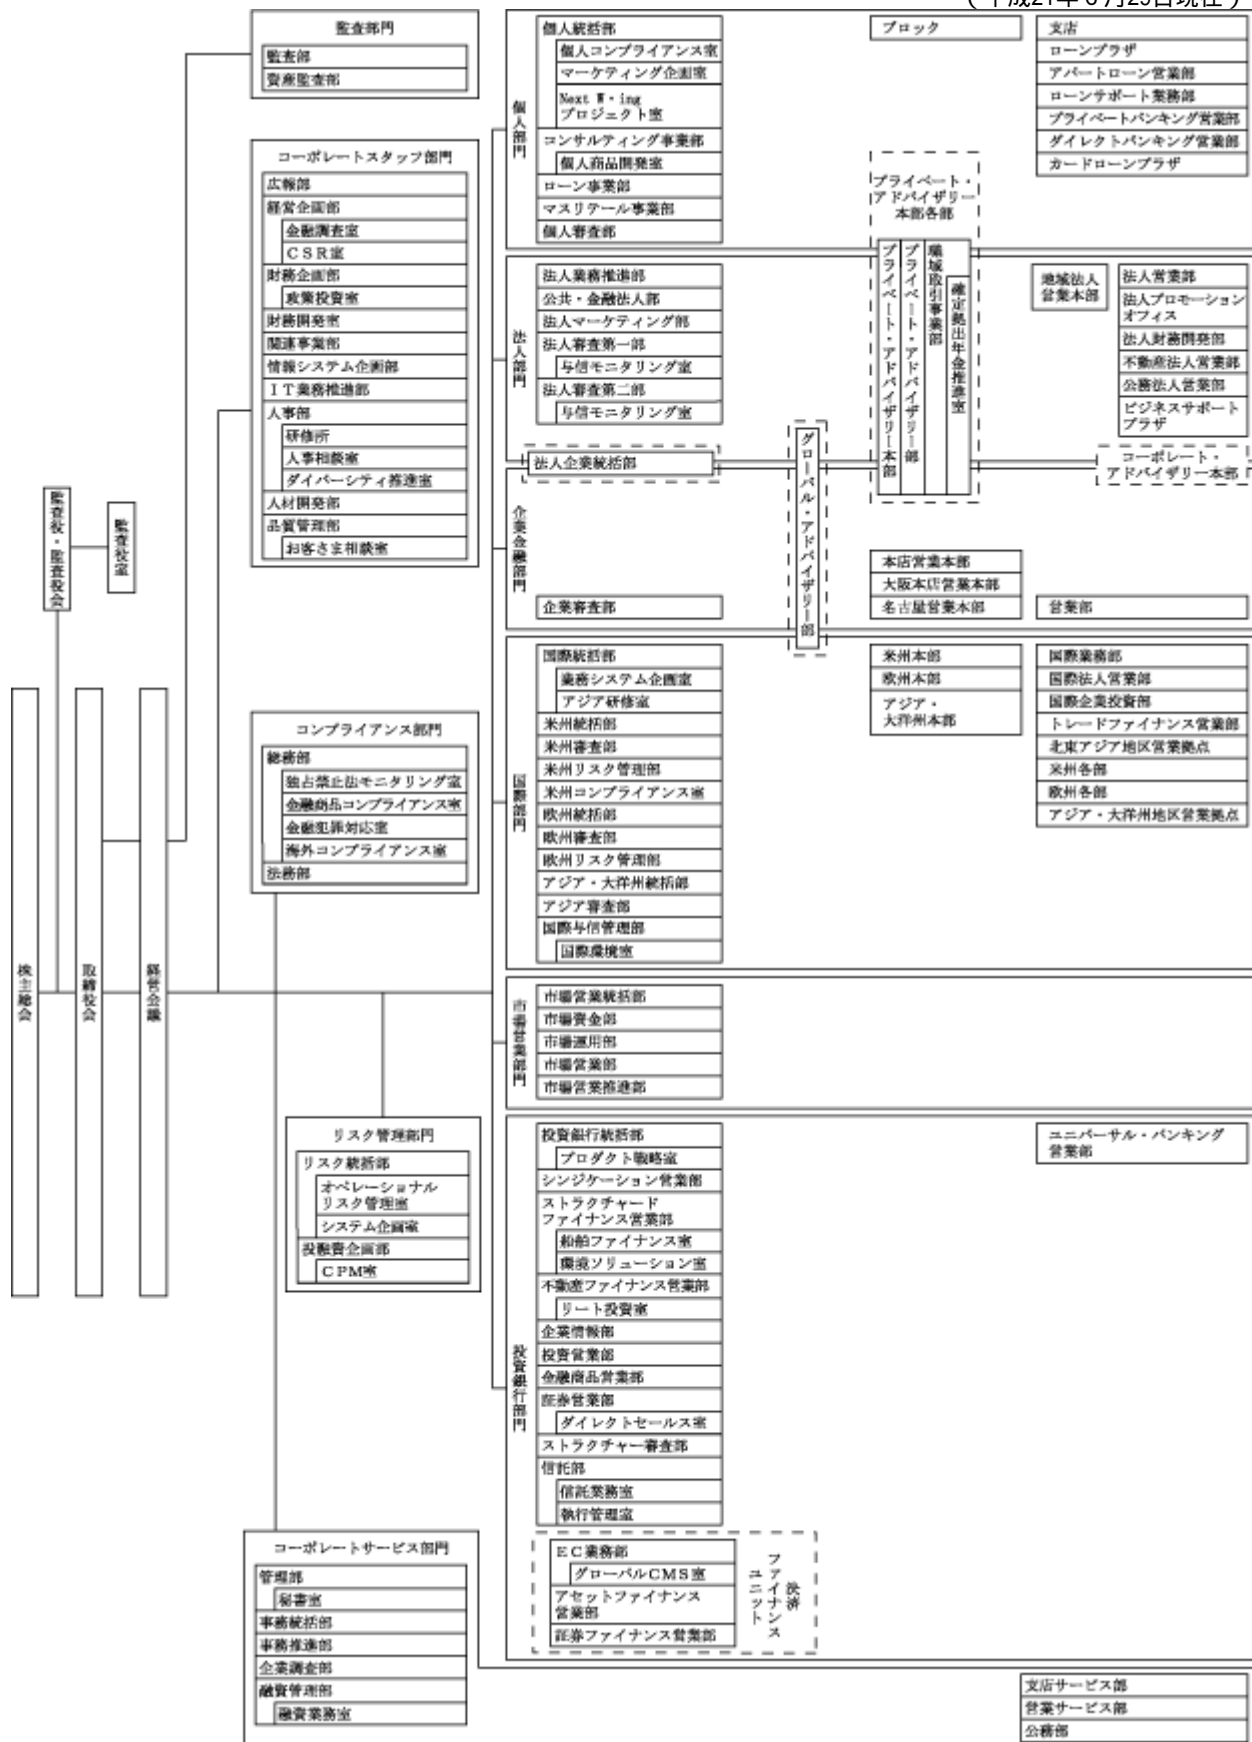 （平成21年６月29日現在）
株主総会
取締役会
経営会議
監査役・監査役会
監査役室
監査部門
監査部
資産監査部
コーポレートスタッフ部門
広報部
経営企画部
金融調査室
ＣＳＲ室
財務企画部
政策投資室
財務開発室
関連事業部
情報システム企画部
ＩＴ業務推進部
人事部
研修所
人事相談室
ダイバーシティ推進室
人材開発部
品質管理部
お客さま相談室
コンプライアンス部門
総務部
独占禁止法モニタリング室
金融商品コンプライアンス室
金融犯罪対応室
海外コンプライアンス室
法務部
リスク管理部門
リスク統括部
オペレーショナル
リスク管理室
システム企画室
投融資企画部
ＣＰＭ室
コーポレートサービス部門
管理部
秘書室
事務統括部
事務推進部
企業調査部
融資管理部
融資業務室
個人部門
個人統括部
個人コンプライアンス室
マーケティング企画室
Next W・ing
プロジェクト室
コンサルティング事業部
個人商品開発室
ローン事業部
マスリテール事業部
個人審査部
ブロック
支店
ローンプラザ
アパートローン営業部
ローンサポート業務部
プライベートバンキング営業部
ダイレクトバンキング営業部
カードローンプラザ
プライベート・
アドバイザリー
本部各部
プライベート・アドバイザリー本部
プライベート・アドバイザリー部
職域取引事業部
確定拠出年金推進室
法人部門
法人業務推進部
公共・金融法人部
法人マーケティング部
法人審査第一部
与信モニタリング室
法人審査第二部
与信モニタリング室
地域法人
営業本部
法人営業部
法人プロモーション
オフィス
法人財務開発部
不動産法人営業部
公務法人営業部
ビジネスサポート
プラザ
法人企業統括部
グローバル・アドバイザリー部
コーポレート・
アドバイザリー本部
企業金融部門
企業審査部
本店営業本部
大阪本店営業本部
名古屋営業本部
営業部
国際部門
国際統括部
業務システム企画室
アジア研修室
米州統括部
米州審査部
米州リスク管理部
米州コンプライアンス室
欧州統括部
欧州審査部
欧州リスク管理部
アジア・大洋州統括部
アジア審査部
国際与信管理部
国際環境室
米州本部
欧州本部
アジア・
大洋州本部
国際業務部
国際法人営業部
国際企業投資部
トレードファイナンス営業部
北東アジア地区営業拠点
米州各部
欧州各部
アジア・大洋州地区営業拠点
市場営業部門
市場営業統括部
市場資金部
市場運用部
市場営業部
市場営業推進部
投資銀行部門
投資銀行統括部
プロダクト戦略室
シンジケーション営業部
ストラクチャード
ファイナンス営業部
船舶ファイナンス室
環境ソリューション室
不動産ファイナンス営業部
リート投資室
企業情報部
投資営業部
金融商品営業部
証券営業部
ダイレクトセールス室
ストラクチャー審査部
信託部
信託業務室
執行管理室
ユニバーサル・バンキング
営業部
ＥＣ業務部
グローバルＣＭＳ室
アセットファイナンス
営業部
証券ファイナンス営業部
決済
ファイナンス
ユニット
支店サービス部
営業サービス部
公務部